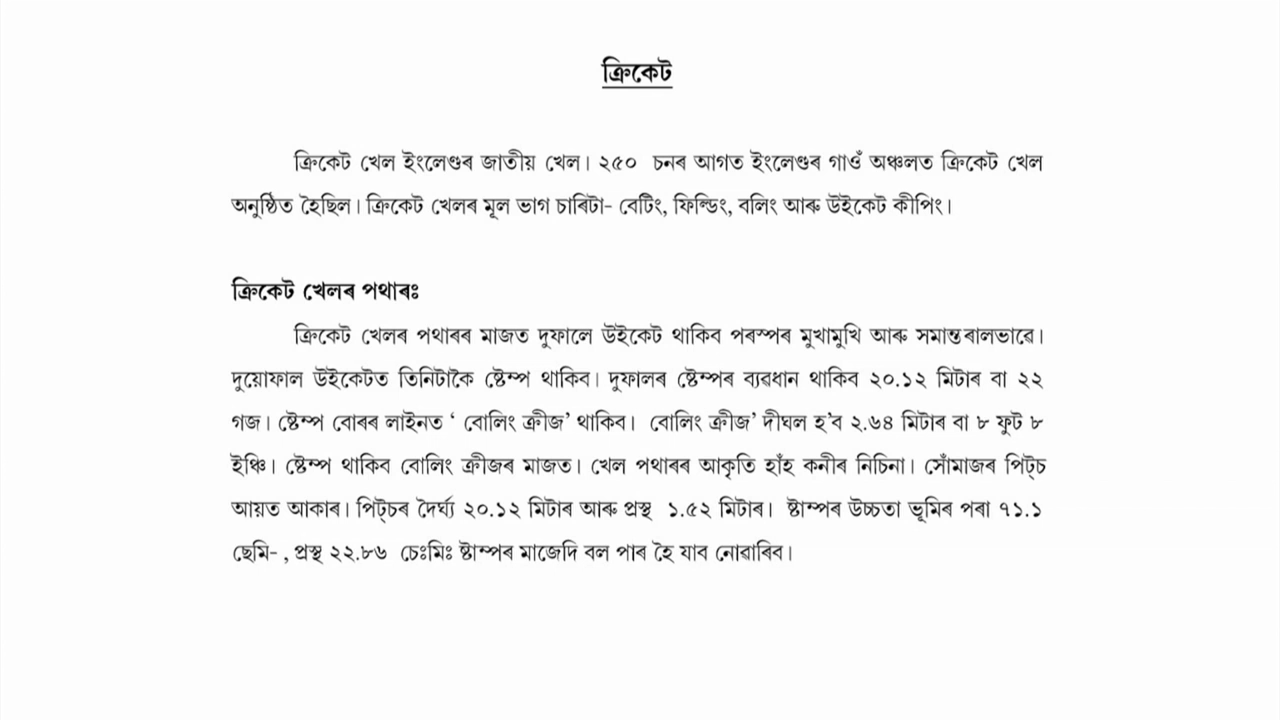 ক্ৰিকেট
ক্ৰিকেট খেল ইংলেণ্ডৰ জাতীয় খেল। ২৫০ চনৰ আগত ইংলেণ্ডৰ গাওঁ অঞ্চলত ক্ৰিকেট খেল
অনুষ্ঠিত হৈছিল। ক্ৰিকেট খেলৰ মূল ভাগ চাৰিটা- বেটিং, ফিল্ডিং, বলিং আৰু উইকেট কীপিং।
ক্ৰিকেট খেলৰ পথাৰঃ
ক্ৰিকেট খেলৰ পথাৰৰ মাজত দুফালে উইকেট থাকিব পৰস্পৰ মুখামুখি আৰু সমান্তৰালভাৱে।
দুয়োফাল উইকেটত তিনিটাকৈ ষ্টেম্প থাকিব। দুফালৰ ষ্টেম্পৰ ব্যৱধান থাকিব ২০.১২ মিটাৰ বা ২২
গজ। ষ্টেম্প বোৰৰ লাইনত ‘ বোলিং ক্ৰীজ’ থাকিব। বোলিং ক্ৰীজ’ দীঘল হ’ব ২.৬৪ মিটাৰ বা ৮ ফুট ৮
ইঞ্চি। ষ্টেম্প থাকিব বোলিং ক্ৰীজৰ মাজত। খেল পথাৰৰ আকৃতি হাঁহ কনীৰ নিচিনা। সোঁমাজৰ পিট্চ
আয়ত আকাৰ। পিট্চৰ দৈৰ্ঘ্য ২০.১২ মিটাৰ আৰু প্ৰস্থ ১.৫২ মিটাৰ। ষ্টাম্পৰ উচ্চতা ভূমিৰ পৰা ৭১.১
ছেমি- , প্ৰস্থ ২২.৮৬ চেঃমিঃ ষ্টাম্পৰ মাজেদি বল পাৰ হৈ যাব নোৱাৰিব।